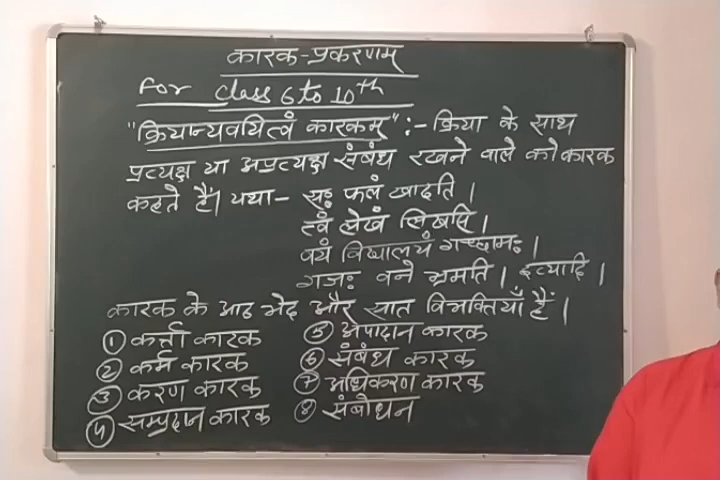 कारक-प्रकरणम्
For Class 6 to 10th
"क्रियान्वयित्वं कारकम्" :- क्रिया के साथ
प्रत्यक्ष या अप्रत्यक्ष संबंध रखने वाले को कारक
कहते हैं। यथा- सः फलं खादति।
त्वं लेखं लिखसि।
वयं विद्यालयं गच्छामः।
गजः वने भ्रमति। इत्यादि।
कारक के आठ भेद और सात विभक्तियाँ हैं।
① कर्त्ता कारक
② कर्म कारक
③ करण कारक
④ सम्प्रदान कारक
⑤ अपादान कारक
⑥ संबंध कारक
⑦ अधिकरण कारक
⑧ संबोधन